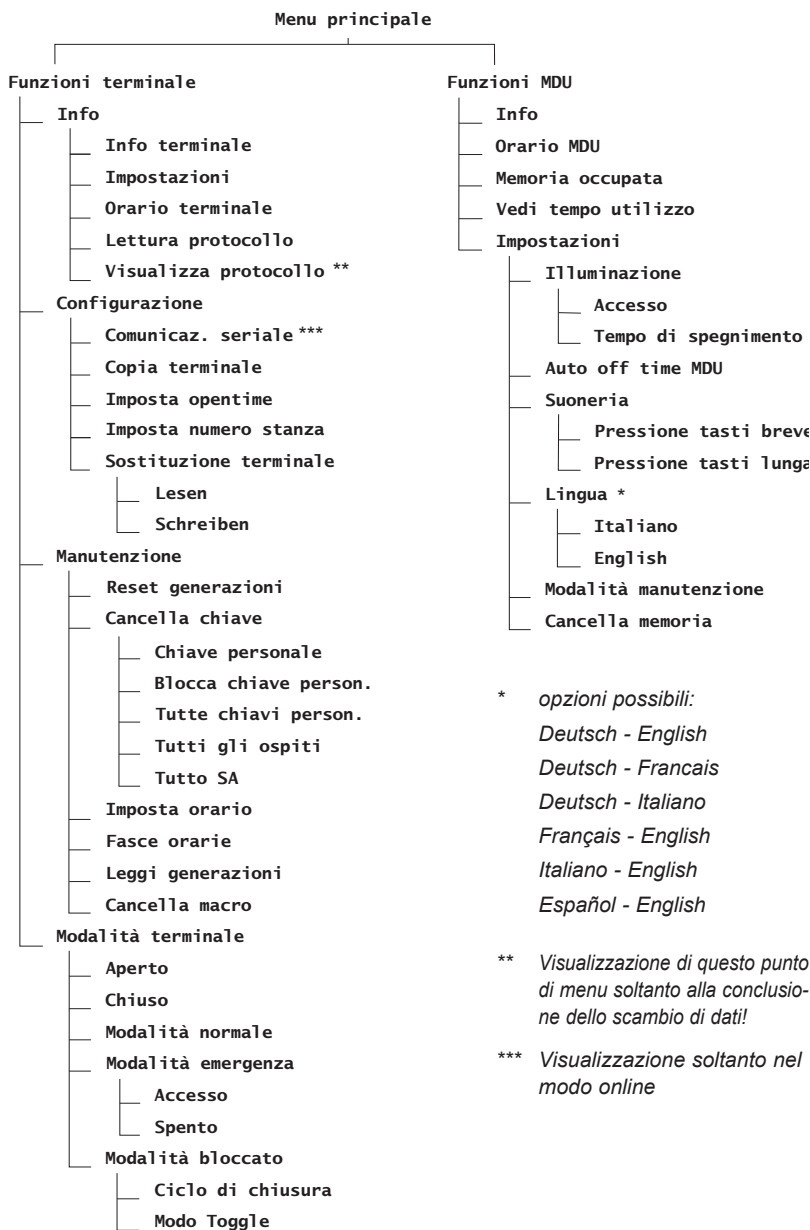 Menu principale
Funzioni terminale
Info
Info terminale
Impostazioni
Orario terminale
Lettura protocollo
Visualizza protocollo **
Configurazione
Comunicaz. seriale ***
Copia terminale
Imposta opentime
Imposta numero stanza
Sostituzione terminale
Lesen
Schreiben
Manutenzione
Reset generazioni
Cancella chiave
Chiave personale
Blocca chiave person.
Tutte chiavi person.
Tutti gli ospiti
Tutto SA
Imposta orario
Fasce orarie
Leggi generazioni
Cancella macro
Modalità terminale
Aperto
Chiuso
Modalità normale
Modalità emergenza
Accesso
Spento
Modalità bloccato
Ciclo di chiusura
Modo Toggle
Funzioni MDU
Info
Orario MDU
Memoria occupata
Vedi tempo utilizzo
Impostazioni
Illuminazione
Accesso
Tempo di spegnimento
Auto off time MDU
Suoneria
Pressione tasti breve
Pressione tasti lunga
Lingua *
Italiano
English
Modalità manutenzione
Cancella memoria
* opzioni possibili:
Deutsch - English
Deutsch - Francais
Deutsch - Italiano
Français - English
Italiano - English
Español - English
** Visualizzazione di questo punto
di menu soltanto alla conclusio-
ne dello scambio di dati!
*** Visualizzazione soltanto nel
modo online